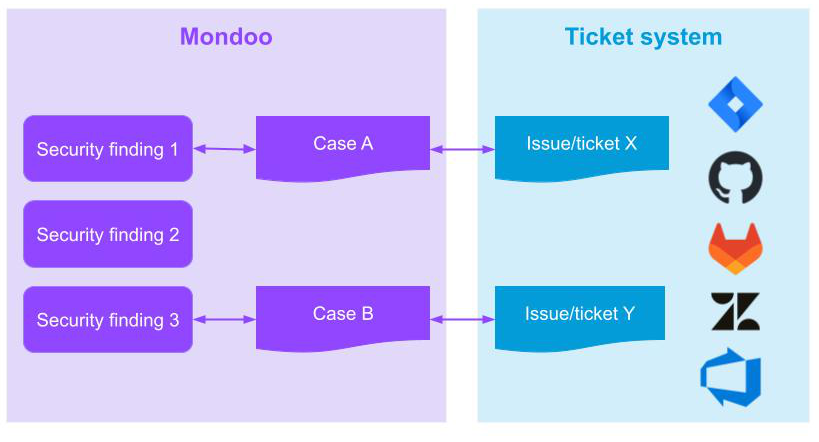 Mondoo
Ticket system
Security finding 1
Case A
Issue/ticket X
Security finding 2
Security finding 3
Case B
Issue/ticket Y